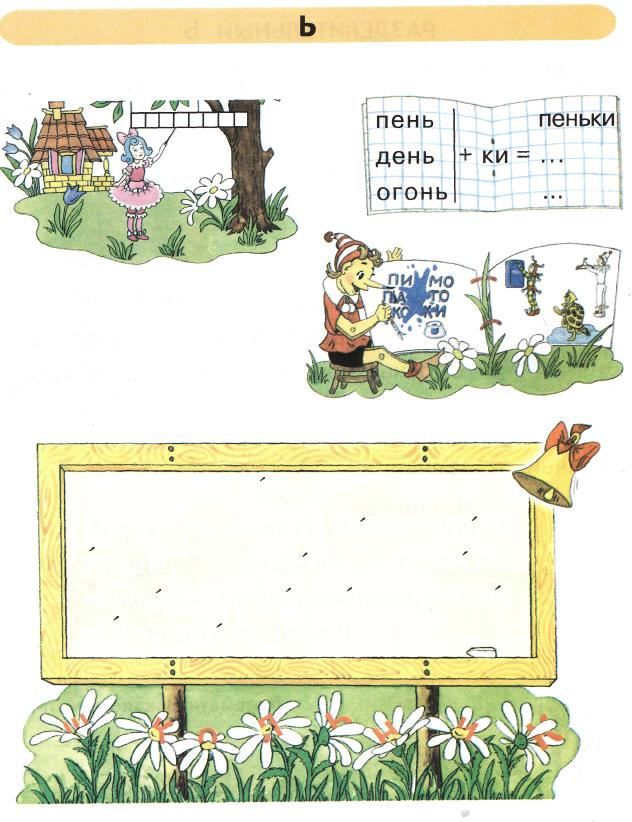 Ь
пень пеньки
день + ки = ...
огонь ...
ПИ МО
ПА ТО
КО КИ
Ш К О Л Ь Н И К